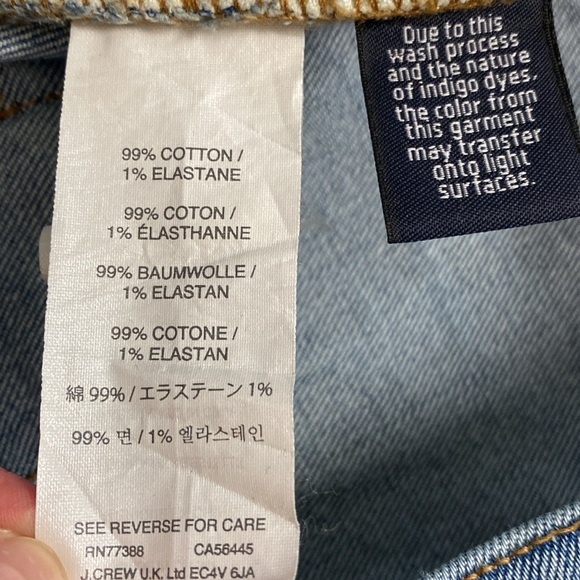 99% COTTON /
1% ELASTANE
99% COTON /
1% ÉLASTHANNE
99% BAUMWOLLE /
1% ELASTAN
99% COTONE /
1% ELASTAN
綿 99% / エラステーン 1%
99% 면 / 1% 엘라스테인
SEE REVERSE FOR CARE
RN77388 CA56445
J.CREW U.K. Ltd EC4V 6JA
Due to this
wash process
and the nature
of indigo dyes,
the color from
this garment
may transfer
onto light
surfaces.